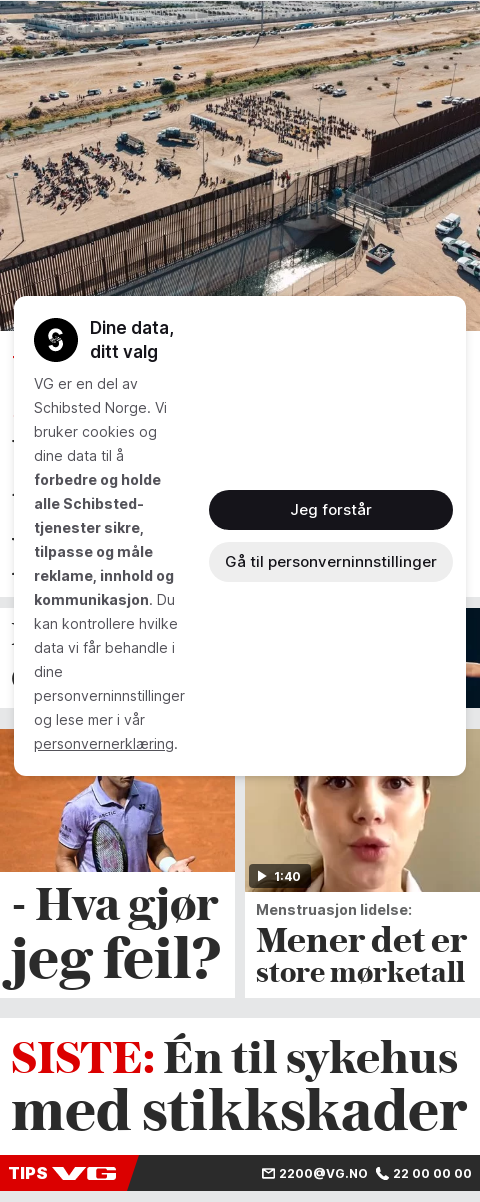 Dine data,
ditt valg
VG er en del av
Schibsted Norge. Vi
bruker cookies og
dine data til å
forbedre og holde
alle Schibsted-
tjenester sikre,
tilpasse og måle
reklame, innhold og
kommunikasjon. Du
kan kontrollere hvilke
data vi får behandle i
dine
personverninnstillinger
og lese mer i vår
personvernerklæring.
Jeg forstår
Gå til personverninnstillinger
- Hva gjør
jeg feil?
1:40
Menstruasjon lidelse:
Mener det er
store mørketall
SISTE: Én til sykehus
med stikkskader
TIPS VG 2200@VG.NO 22 00 00 00